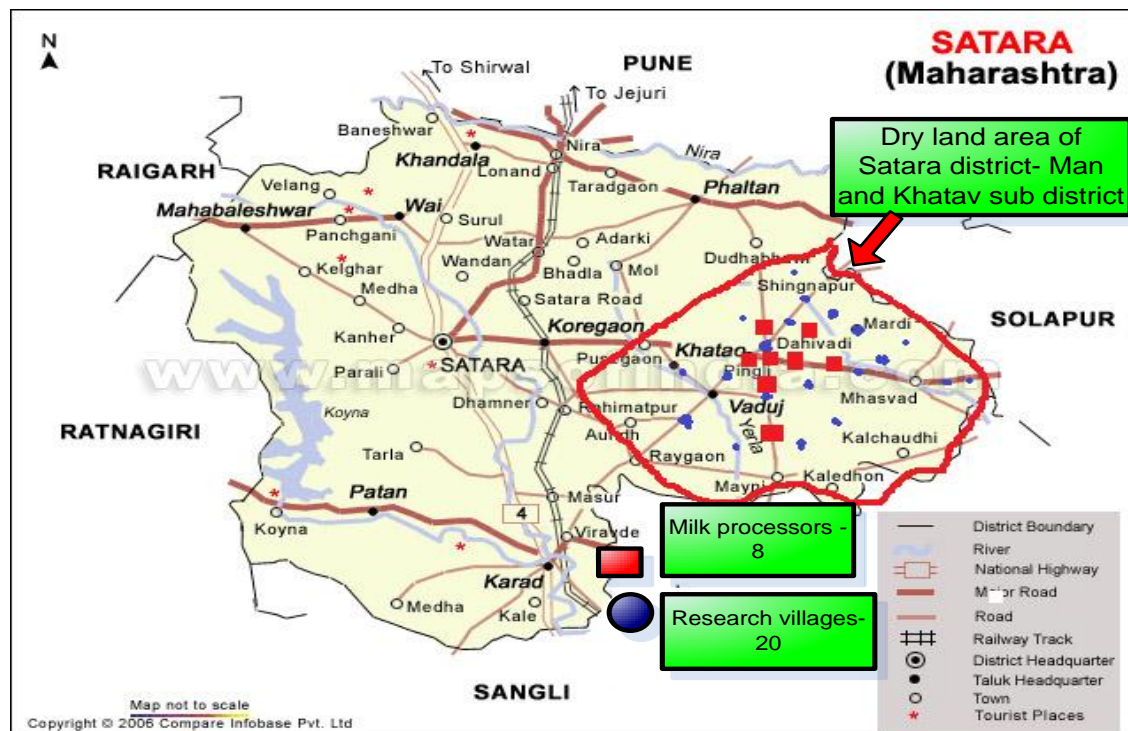 SATARA
(Maharashtra)
N
To Shirwal
PUNE
To Jejuri
Dry land area of
Satara district- Man
and Khatav sub district
Baneshwar
Khandala
Nira
Nira
Lonand
Taradgaon
Phaltan
RAIGARH
Velang
Mahabaleshwar
Wai
Panchgani
Surul
Watar
Adarki
Kelghar
Wandan
Bhadla
Mol
Shingnapur
Medha
Satara Road
Mardi
SOLAPUR
Kanher
Koregaon
Dahivadi
SATARA
Khatao
Pingli
www.mapsofindia.com
Parali
Mhasvad
Koyna
Dhamner
Rahimatpur
Vaduj
RATNAGIRI
Aundh
Yerla
Kalchaudhi
Tarla
Raygaon
Mayni
Kaledhon
Patan
Masur
Koyna
4
Viravde
Milk processors -
8
Karad
Medha
Kale
Research villages-
20
SANGLI
District Boundary
River
National Highway
Major Road
Road
Railway Track
District Headquarter
Taluk Headquarter
Town
Tourist Places
Map not to scale
Copyright © 2006 Compare Infobase Pvt. Ltd